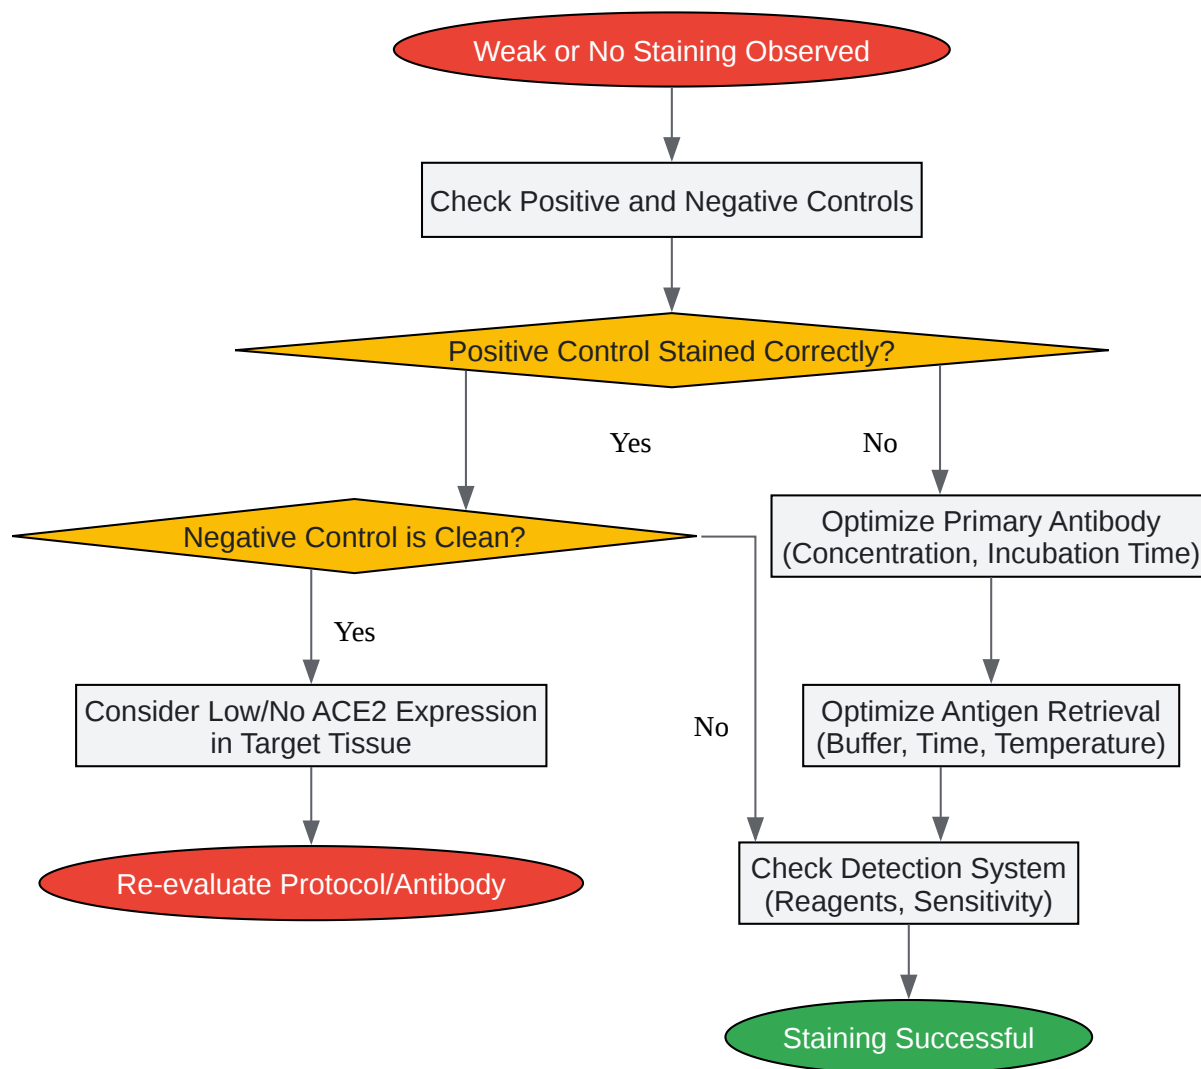 Weak or No Staining Observed
Check Positive and Negative Controls
Positive Control Stained Correctly?
Yes
No
Negative Control is Clean?
Optimize Primary Antibody
(Concentration, Incubation Time)
Yes
Consider Low/No ACE2 Expression
in Target Tissue
No
Optimize Antigen Retrieval
(Buffer, Time, Temperature)
Re-evaluate Protocol/Antibody
Check Detection System
(Reagents, Sensitivity)
Staining Successful